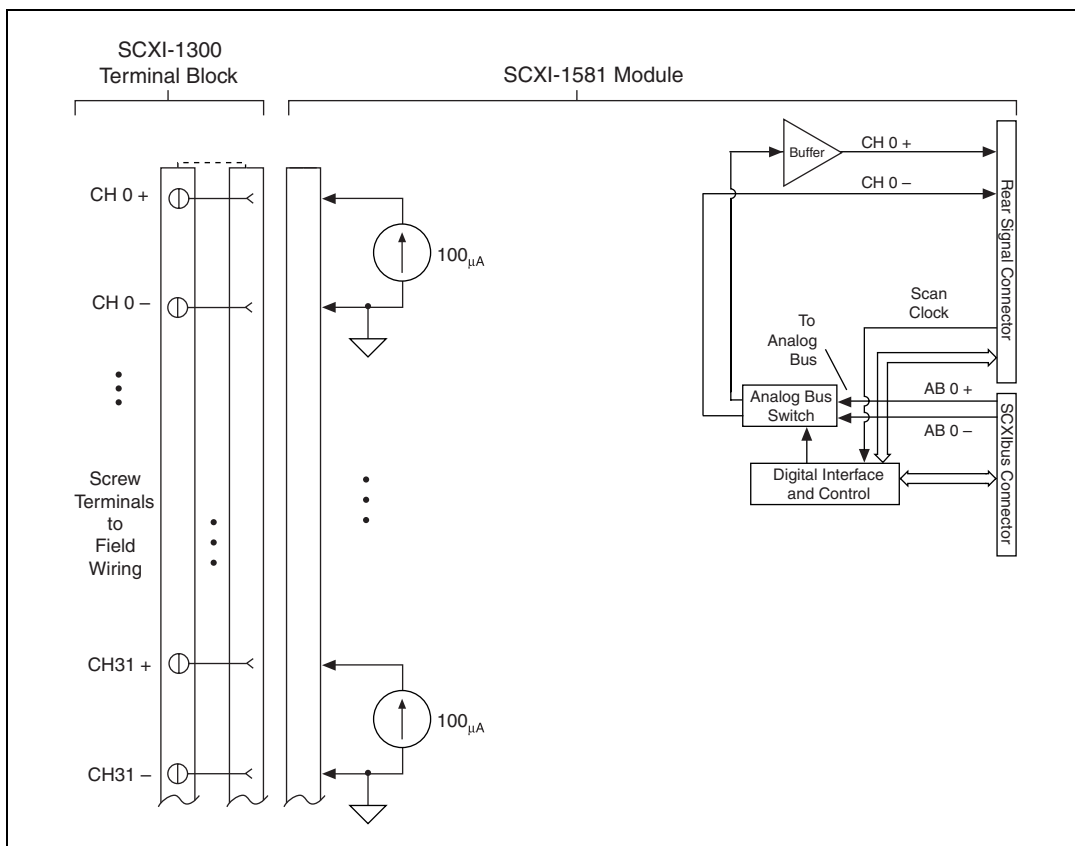 SCXI-1300
Terminal Block
SCXI-1581 Module
CH 0 +
CH 0 –
CH31 +
CH31 –
Screw
Terminals
to
Field
Wiring
100μA
100μA
Buffer
CH 0 +
CH 0 –
Scan
Clock
To
Analog
Bus
Analog Bus
Switch
AB 0 +
AB 0 –
Digital Interface
and Control
Rear Signal Connector
SCXIbus Connector